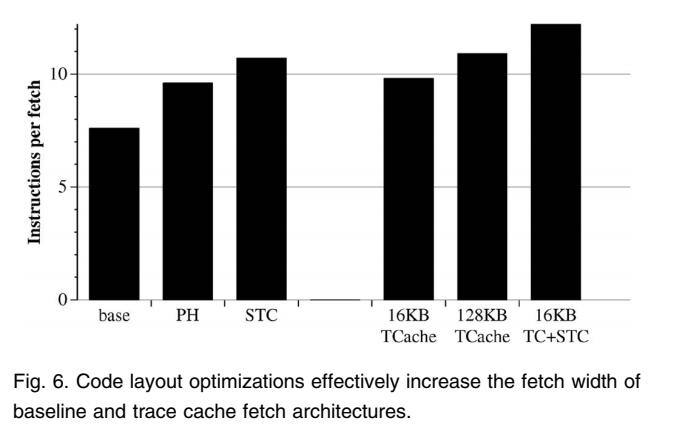 Instructions per fetch
10
5
0
base PH STC 16KB 128KB 16KB
TCache TCache TC+STC
Fig. 6. Code layout optimizations effectively increase the fetch width of
baseline and trace cache fetch architectures.